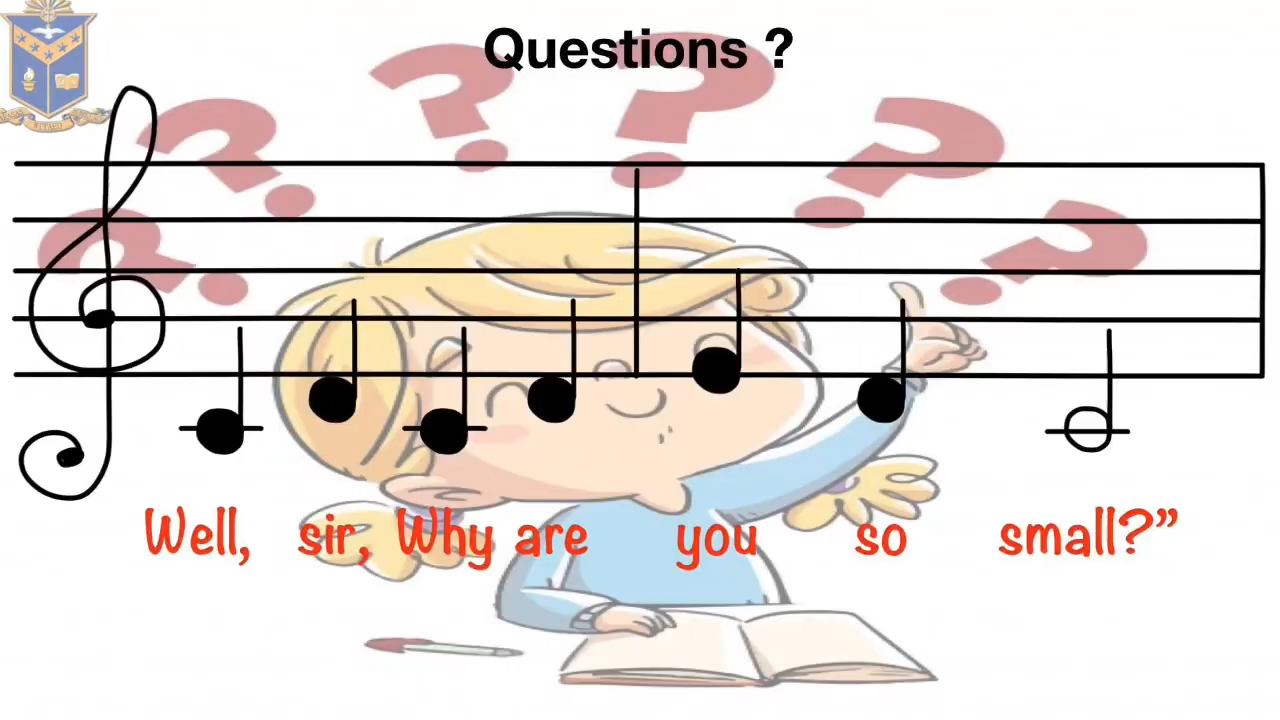 Questions ?
Well, sir, Why are you so small?”